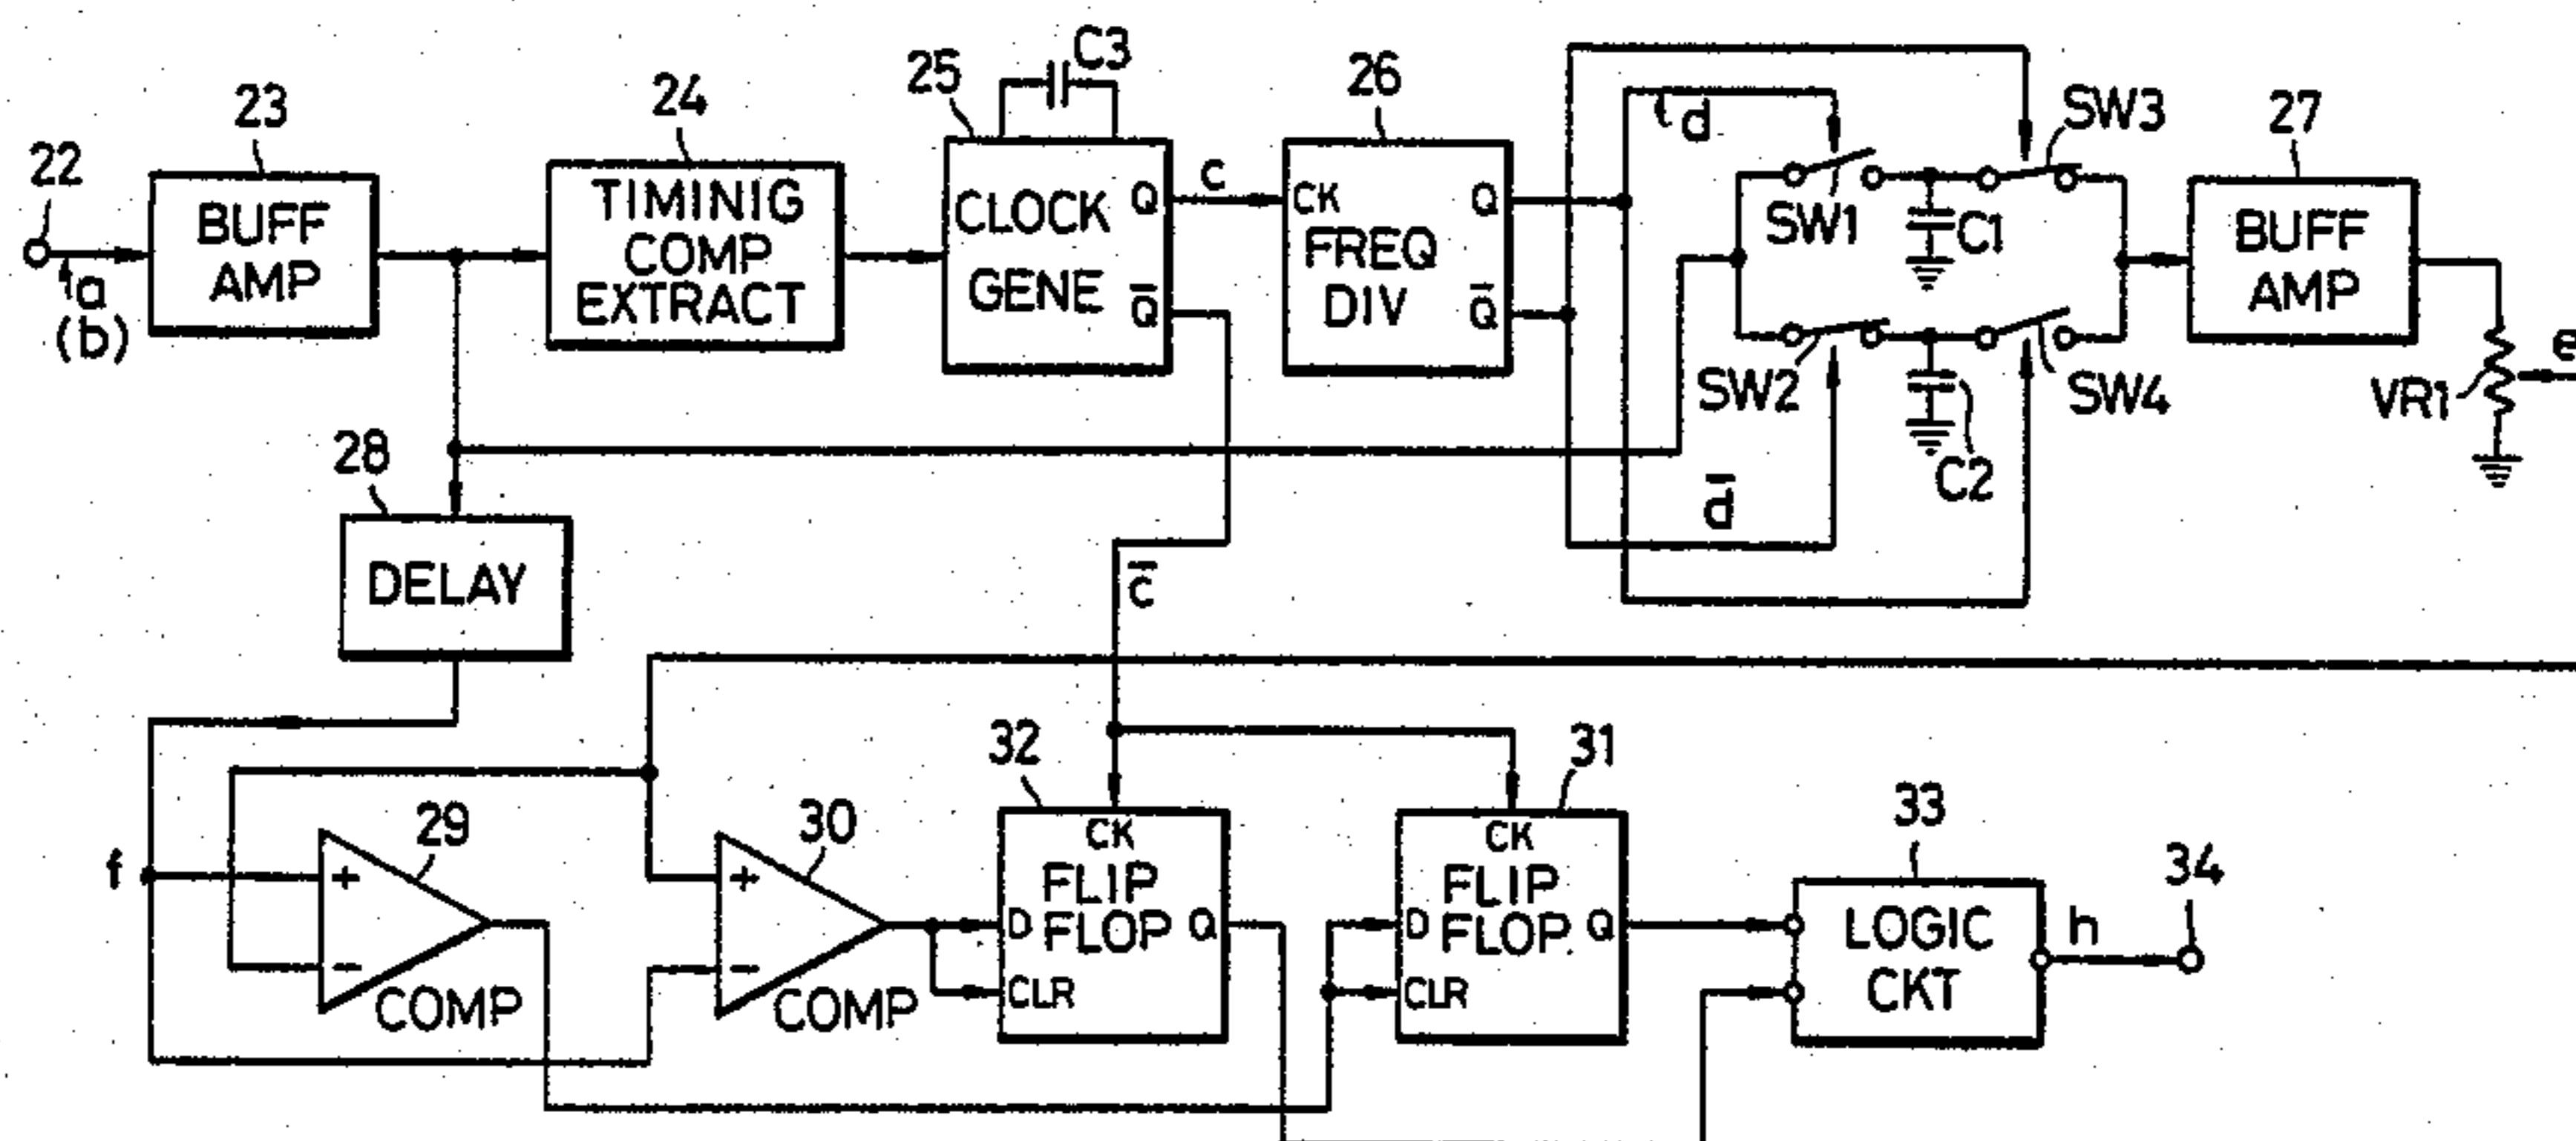 22
a
(b)
23
BUFF
AMP
24
TIMINIG
COMP
EXTRACT
25
C3
CLOCK
GENE
Q
Q̅
c
26
CK
FREQ
DIV
Q
Q̅
d
SW1
C1
SW3
SW2
C2
SW4
27
BUFF
AMP
VR1
e
28
DELAY
c̅
d̅
f
29
+
−
COMP
30
+
−
COMP
32
CK
FLIP
FLOP
D
Q
CLR
31
CK
FLIP
FLOP
D
Q
CLR
33
LOGIC
CKT
h
34